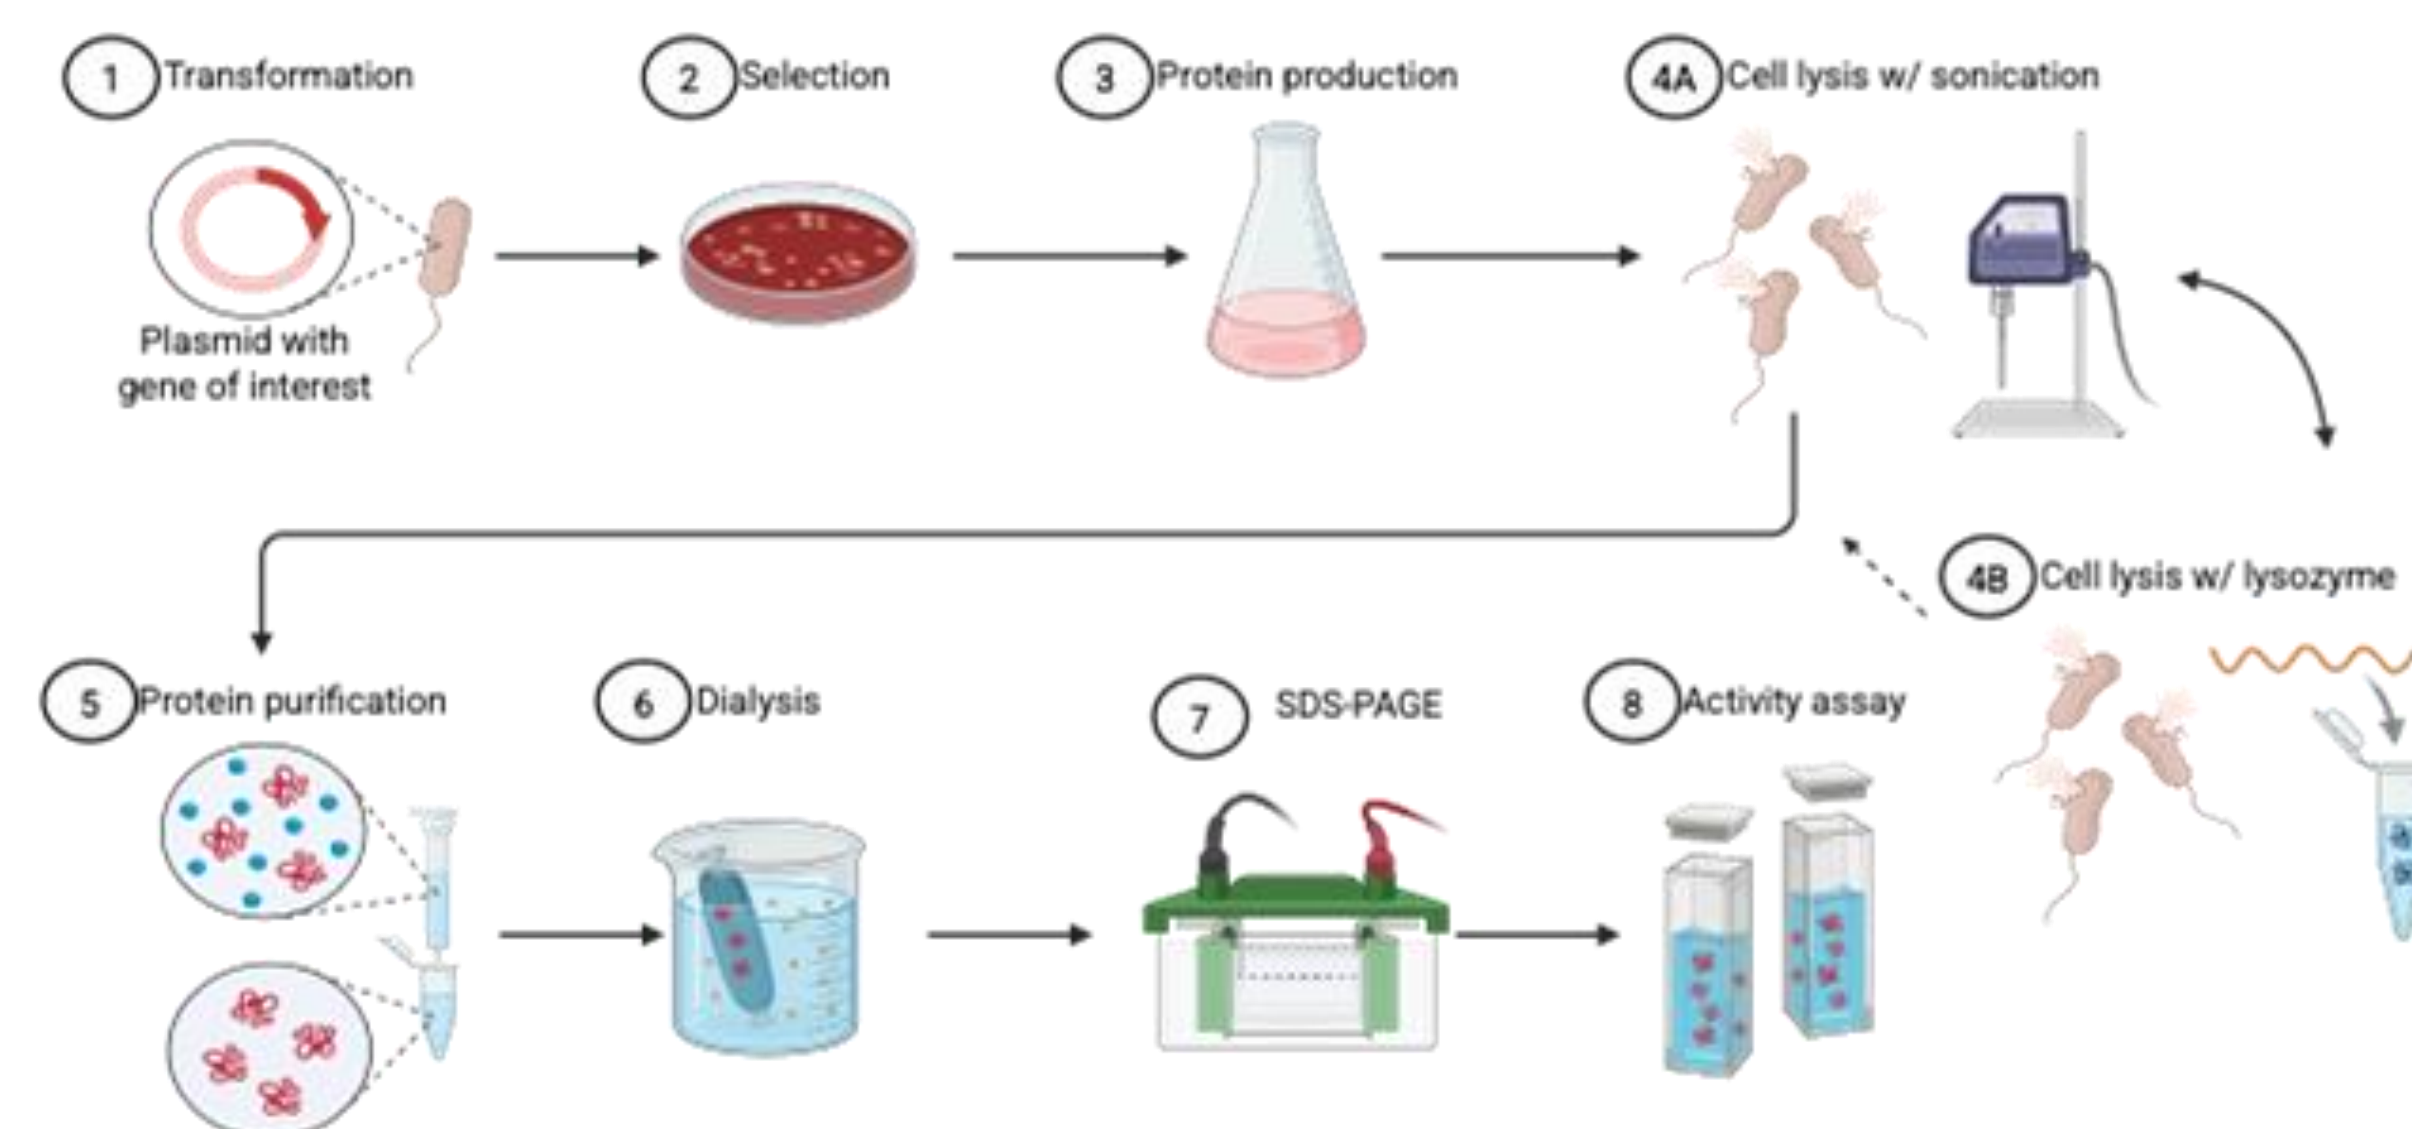 1 Transformation
2 Selection
3 Protein production
4A Cell lysis w/ sonication
Plasmid with
gene of interest
4B Cell lysis w/ lysozyme
5 Protein purification
6 Dialysis
7 SDS-PAGE
8 Activity assay